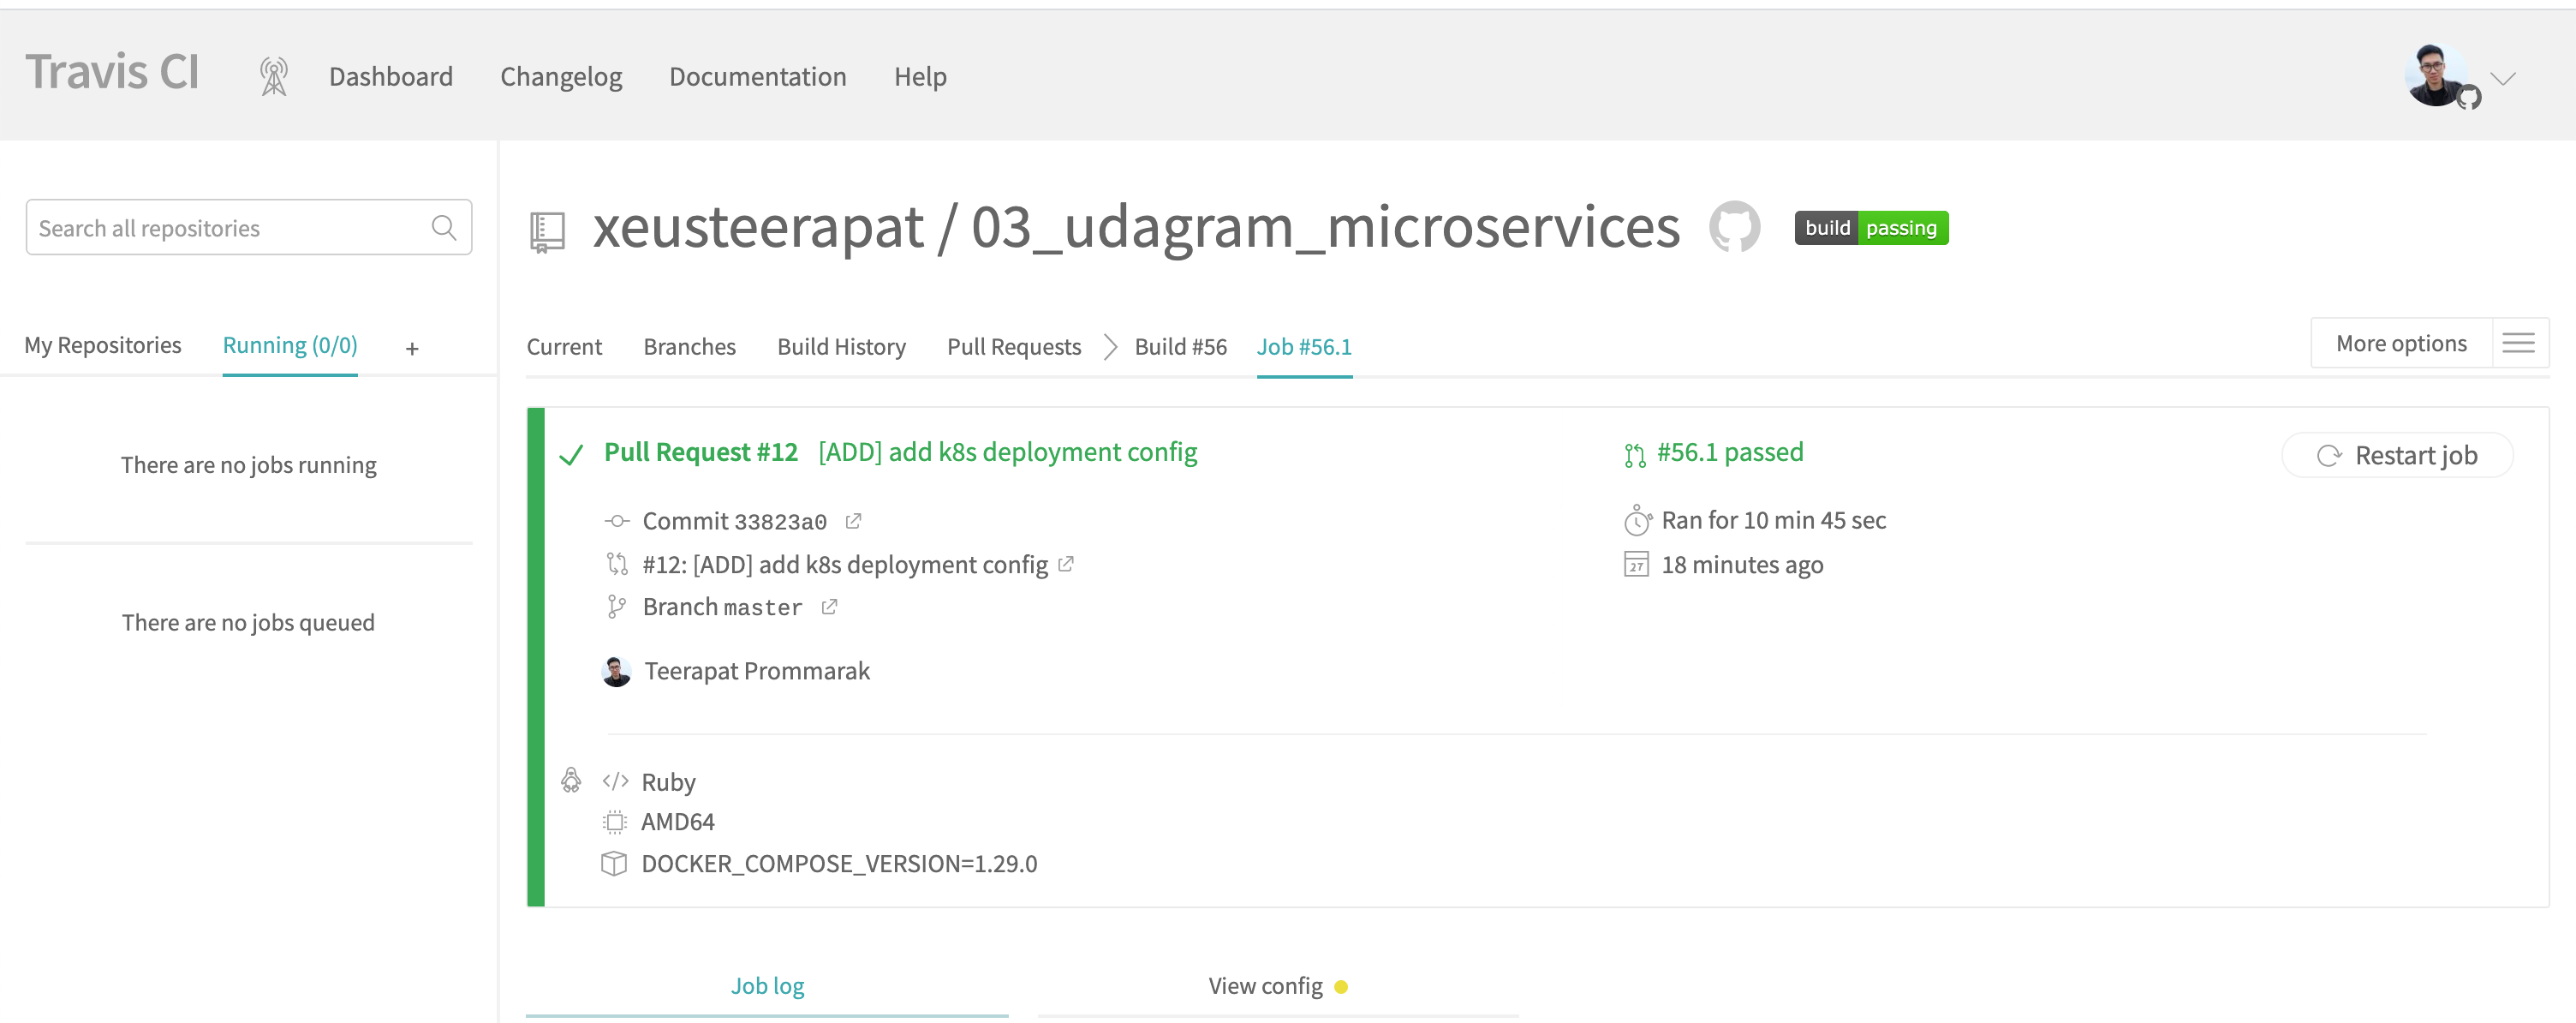 Travis CI
Dashboard
Changelog
Documentation
Help
Search all repositories
My Repositories
Running (0/0)
+
There are no jobs running
There are no jobs queued
xeusteerapat / 03_udagram_microservices
build passing
Current
Branches
Build History
Pull Requests
Build #56
Job #56.1
More options
Pull Request #12 [ADD] add k8s deployment config
Commit 33823a0
#12: [ADD] add k8s deployment config
Branch master
Teerapat Prommarak
#56.1 passed
Ran for 10 min 45 sec
27
18 minutes ago
Restart job
Ruby
AMD64
DOCKER_COMPOSE_VERSION=1.29.0
Job log
View config